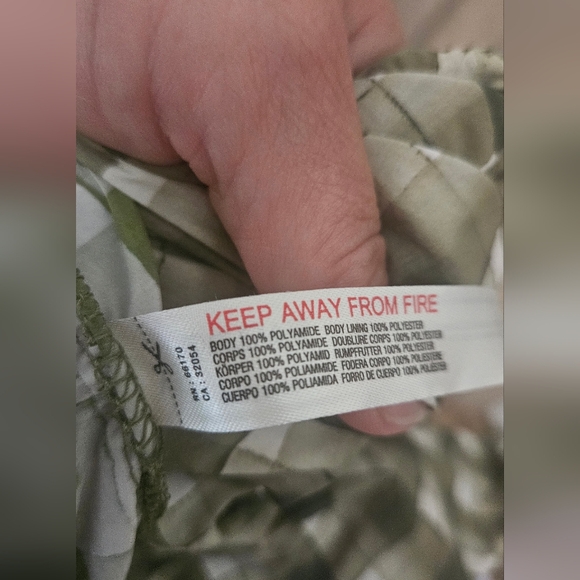 KEEP AWAY FROM FIRE
BODY 100% POLYAMIDE BODY LINING 100% POLYESTER
CORPS 100% POLYAMIDE DOUBLURE CORPS 100% POLYESTER
KÖRPER 100% POLYAMID RUMPFFUTTER 100% POLYESTER
CORPO 100% POLIAMMIDE FODERA CORPO 100% POLIESTERE
CUERPO 100% POLIAMIDA FORRO DE CUERPO 100% POLIÉSTER
RN : 66170
CA : 32054